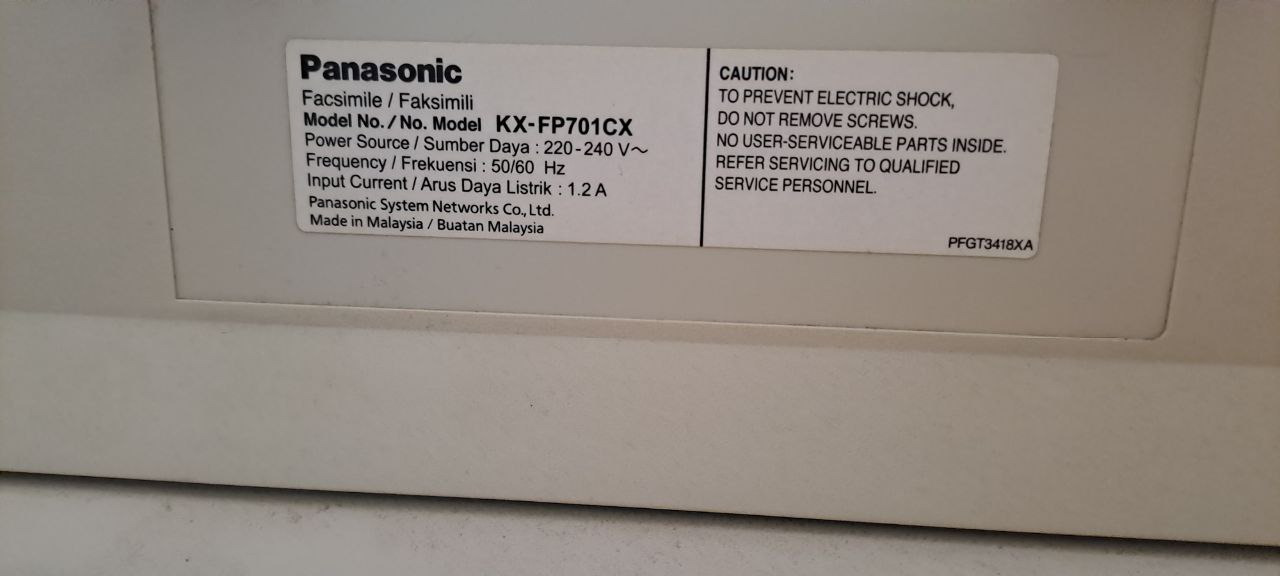 Panasonic
Facsimile / Faksimili
Model No. / No. Model KX-FP701CX
Power Source / Sumber Daya : 220-240 V~
Frequency / Frekuensi : 50/60 Hz
Input Current / Arus Daya Listrik : 1.2 A
Panasonic System Networks Co., Ltd.
Made in Malaysia / Buatan Malaysia
CAUTION:
TO PREVENT ELECTRIC SHOCK,
DO NOT REMOVE SCREWS.
NO USER-SERVICEABLE PARTS INSIDE.
REFER SERVICING TO QUALIFIED
SERVICE PERSONNEL.
PFGT3418XA